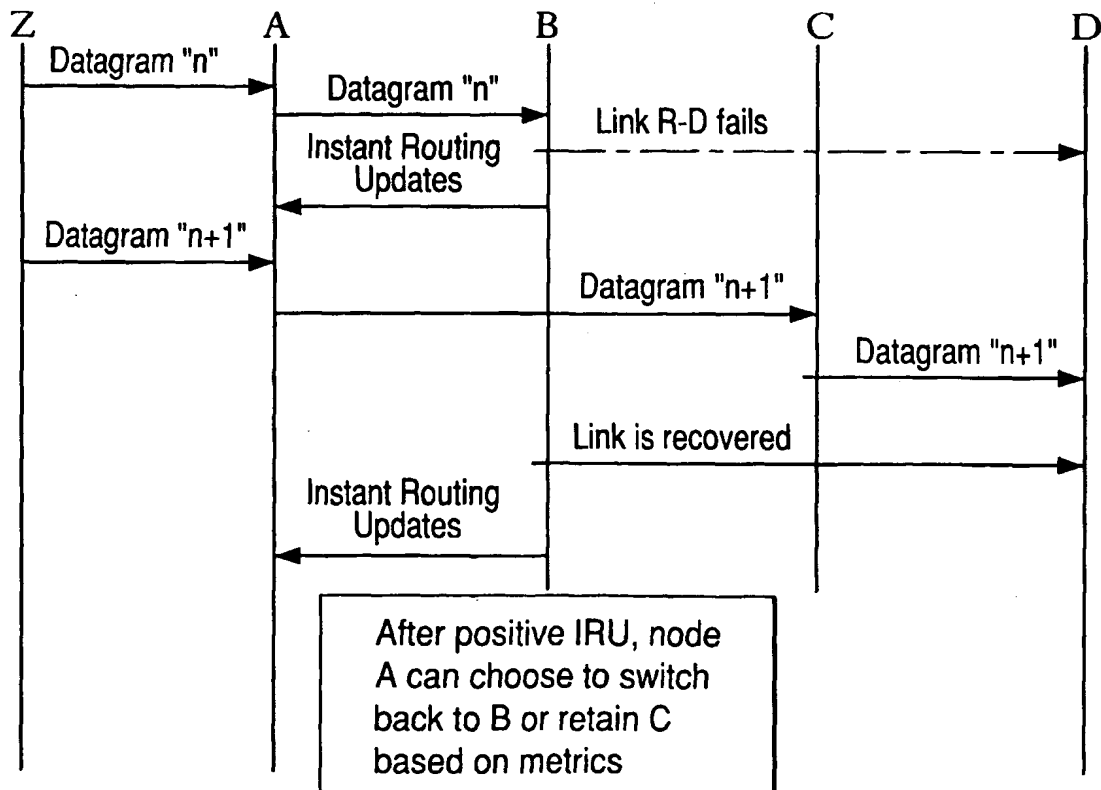 Z A B C D
Datagram "n"
Datagram "n"
Link R-D fails
Instant Routing
Updates
Datagram "n+1"
Datagram "n+1"
Datagram "n+1"
Link is recovered
Instant Routing
Updates
After positive IRU, node
A can choose to switch
back to B or retain C
based on metrics